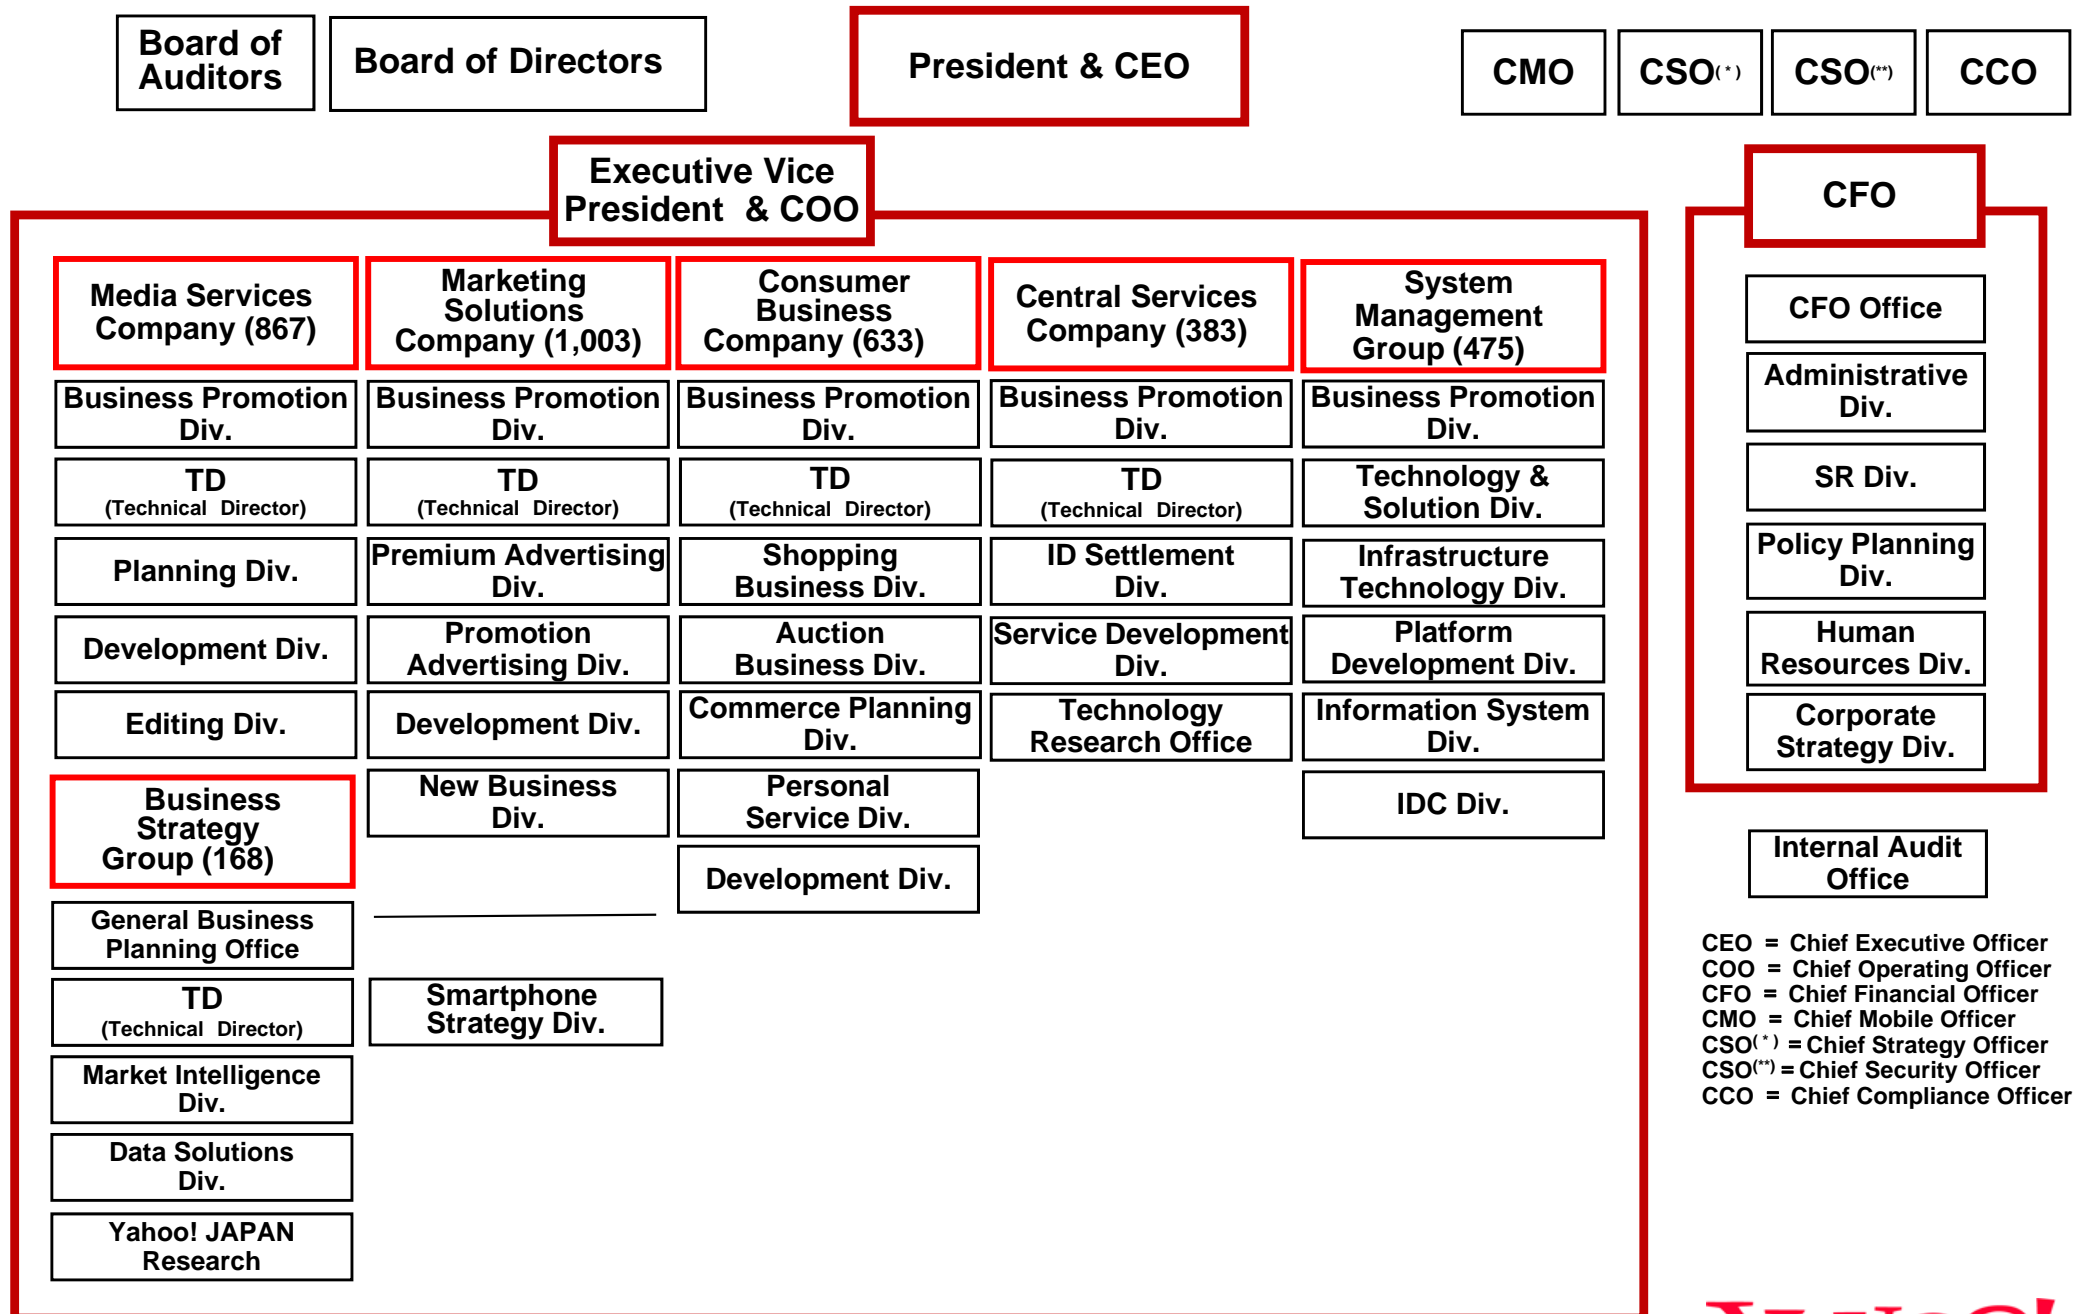 Board of
Auditors
Board of Directors
President & CEO
CMO
CSO(*)
CSO(**)
CCO
Executive Vice
President & COO
CFO
Media Services
Company (867)
Business Promotion
Div.
TD
(Technical Director)
Planning Div.
Development Div.
Editing Div.
Business
Strategy
Group (168)
General Business
Planning Office
TD
(Technical Director)
Market Intelligence
Div.
Data Solutions
Div.
Yahoo! JAPAN
Research
Marketing
Solutions
Company (1,003)
Business Promotion
Div.
TD
(Technical Director)
Premium Advertising
Div.
Promotion
Advertising Div.
Development Div.
New Business
Div.
Smartphone
Strategy Div.
Consumer
Business
Company (633)
Business Promotion
Div.
TD
(Technical Director)
Shopping
Business Div.
Auction
Business Div.
Commerce Planning
Div.
Personal
Service Div.
Development Div.
Central Services
Company (383)
Business Promotion
Div.
TD
(Technical Director)
ID Settlement
Div.
Service Development
Div.
Technology
Research Office
System
Management
Group (475)
Business Promotion
Div.
Technology &
Solution Div.
Infrastructure
Technology Div.
Platform
Development Div.
Information System
Div.
IDC Div.
CFO Office
Administrative
Div.
SR Div.
Policy Planning
Div.
Human
Resources Div.
Corporate
Strategy Div.
Internal Audit
Office
CEO = Chief Executive Officer
COO = Chief Operating Officer
CFO = Chief Financial Officer
CMO = Chief Mobile Officer
CSO(*) = Chief Strategy Officer
CSO(**) = Chief Security Officer
CCO = Chief Compliance Officer